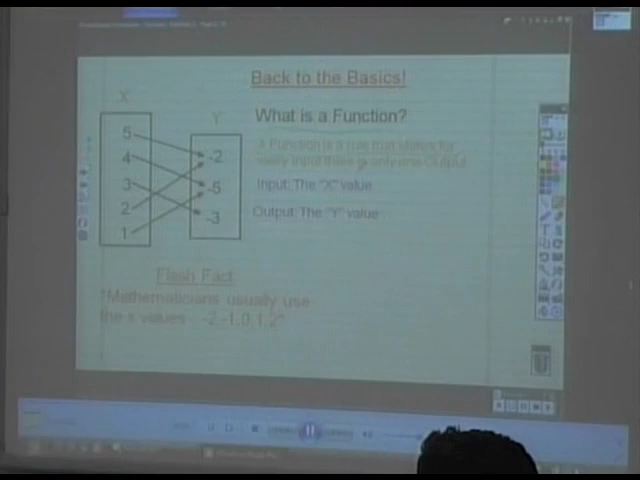 Back to the Basics!
X
Y
What is a Function?
5
4
3
2
1
-2
-5
-3
A Function is a rule that states for
every Input there is only one Output
Input: The "X" value
Output: The "Y" value
Flash Fact
"Mathematicians usually use
the x values -2,-1,0,1,2"